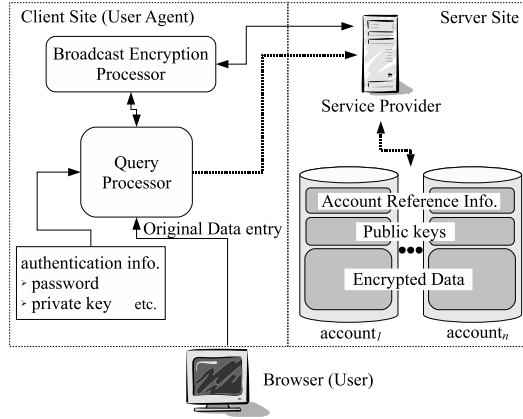 Client Site (User Agent)
Server Site
Broadcast Encryption
Processor
Service Provider
Query
Processor
Original Data entry
authentication info.
➢ password
➢ private key etc.
Account Reference Info.
Public keys
Encrypted Data
account1
accountn
Browser (User)